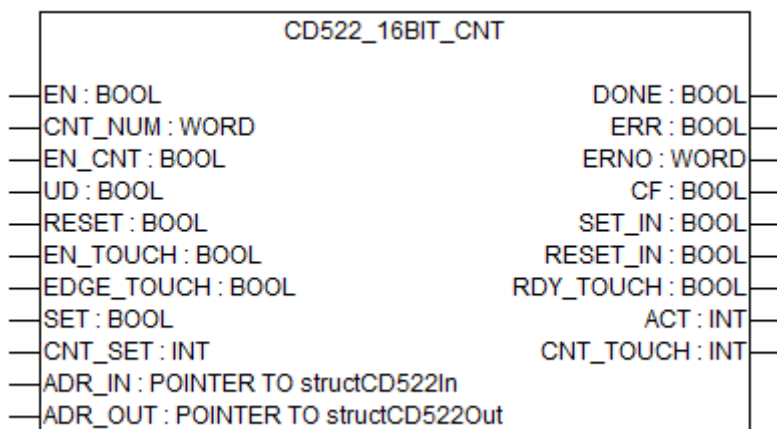 CD522_16BIT_CNT
EN : BOOL DONE : BOOL
CNT_NUM : WORD ERR : BOOL
EN_CNT : BOOL ERNO : WORD
UD : BOOL CF : BOOL
RESET : BOOL SET_IN : BOOL
EN_TOUCH : BOOL RESET_IN : BOOL
EDGE_TOUCH : BOOL RDY_TOUCH : BOOL
SET : BOOL ACT : INT
CNT_SET : INT CNT_TOUCH : INT
ADR_IN : POINTER TO structCD522In
ADR_OUT : POINTER TO structCD522Out